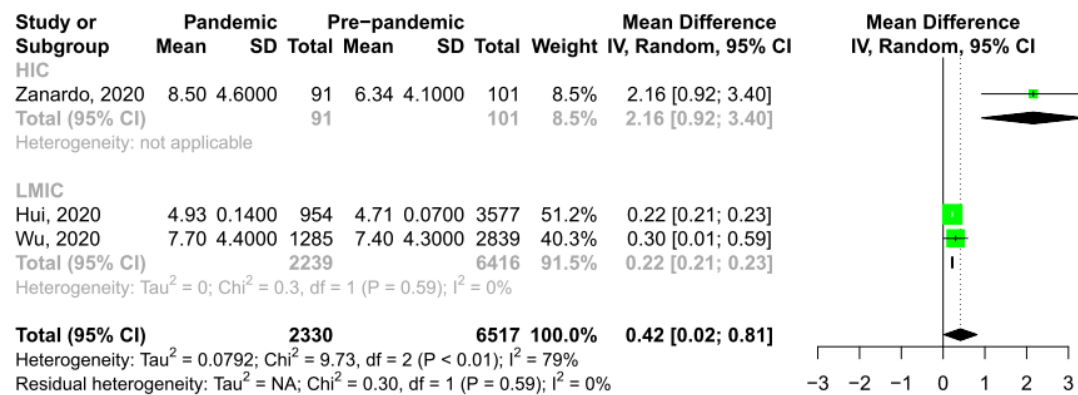 Study or Pandemic Pre−pandemic Mean Difference Mean Difference
Subgroup Mean SD Total Mean SD Total Weight IV, Random, 95% CI IV, Random, 95% CI
HIC
Zanardo, 2020 8.50 4.6000 91 6.34 4.1000 101 8.5% 2.16 [0.92; 3.40]
Total (95% CI) 91 101 8.5% 2.16 [0.92; 3.40]
Heterogeneity: not applicable
LMIC
Hui, 2020 4.93 0.1400 954 4.71 0.0700 3577 51.2% 0.22 [0.21; 0.23]
Wu, 2020 7.70 4.4000 1285 7.40 4.3000 2839 40.3% 0.30 [0.01; 0.59]
Total (95% CI) 2239 6416 91.5% 0.22 [0.21; 0.23]
Heterogeneity: Tau² = 0; Chi² = 0.3, df = 1 (P = 0.59); I² = 0%
Total (95% CI) 2330 6517 100.0% 0.42 [0.02; 0.81]
Heterogeneity: Tau² = 0.0792; Chi² = 9.73, df = 2 (P < 0.01); I² = 79%
Residual heterogeneity: Tau² = NA; Chi² = 0.30, df = 1 (P = 0.59); I² = 0%
−3 −2 −1 0 1 2 3